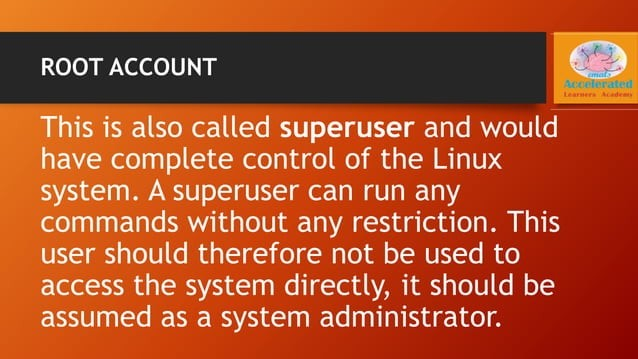 ROOT ACCOUNT
emals
Accelerated
Learners Academy
This is also called superuser and would
have complete control of the Linux
system. A superuser can run any
commands without any restriction. This
user should therefore not be used to
access the system directly, it should be
assumed as a system administrator.